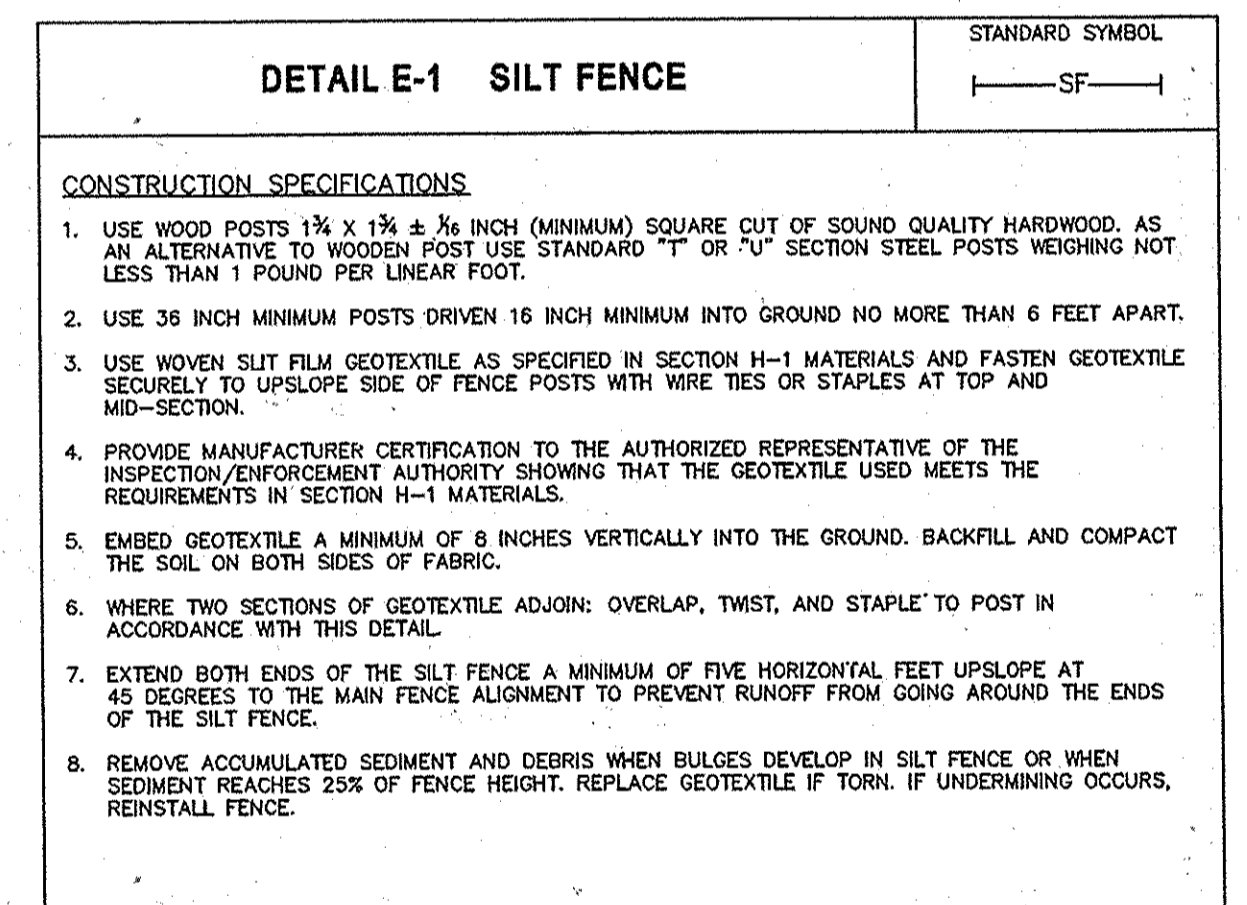 STANDARD SYMBOL
DETAIL E-1 SILT FENCE
SF
CONSTRUCTION SPECIFICATIONS
1. USE WOOD POSTS 1¾ X 1¾ ± 1/16 INCH (MINIMUM) SQUARE CUT OF SOUND QUALITY HARDWOOD. AS
AN ALTERNATIVE TO WOODEN POST USE STANDARD "T" OR "U" SECTION STEEL POSTS WEIGHING NOT
LESS THAN 1 POUND PER LINEAR FOOT.
2. USE 36 INCH MINIMUM POSTS DRIVEN 16 INCH MINIMUM INTO GROUND NO MORE THAN 6 FEET APART.
3. USE WOVEN SLIT FILM GEOTEXTILE AS SPECIFIED IN SECTION H-1 MATERIALS AND FASTEN GEOTEXTILE
SECURELY TO UPSLOPE SIDE OF FENCE POSTS WITH WIRE TIES OR STAPLES AT TOP AND
MID-SECTION.
4. PROVIDE MANUFACTURER CERTIFICATION TO THE AUTHORIZED REPRESENTATIVE OF THE
INSPECTION/ENFORCEMENT AUTHORITY SHOWING THAT THE GEOTEXTILE USED MEETS THE
REQUIREMENTS IN SECTION H-1 MATERIALS.
5. EMBED GEOTEXTILE A MINIMUM OF 8 INCHES VERTICALLY INTO THE GROUND. BACKFILL AND COMPACT
THE SOIL ON BOTH SIDES OF FABRIC.
6. WHERE TWO SECTIONS OF GEOTEXTILE ADJOIN: OVERLAP, TWIST, AND STAPLE TO POST IN
ACCORDANCE WITH THIS DETAIL.
7. EXTEND BOTH ENDS OF THE SILT FENCE A MINIMUM OF FIVE HORIZONTAL FEET UPSLOPE AT
45 DEGREES TO THE MAIN FENCE ALIGNMENT TO PREVENT RUNOFF FROM GOING AROUND THE ENDS
OF THE SILT FENCE.
8. REMOVE ACCUMULATED SEDIMENT AND DEBRIS WHEN BULGES DEVELOP IN SILT FENCE OR WHEN
SEDIMENT REACHES 25% OF FENCE HEIGHT. REPLACE GEOTEXTILE IF TORN. IF UNDERMINING OCCURS,
REINSTALL FENCE.